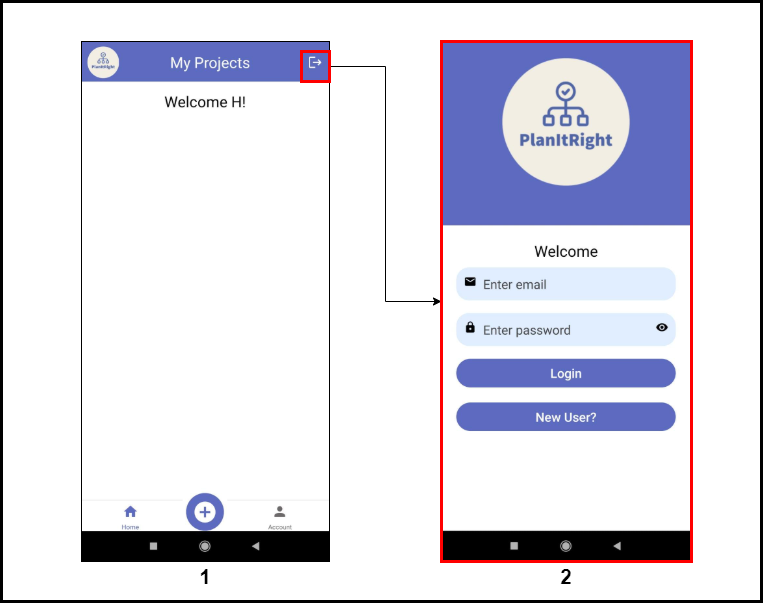 PlanItRight
My Projects
Welcome H!
Home
Account
1
PlanItRight
Welcome
Enter email
Enter password
Login
New User?
2